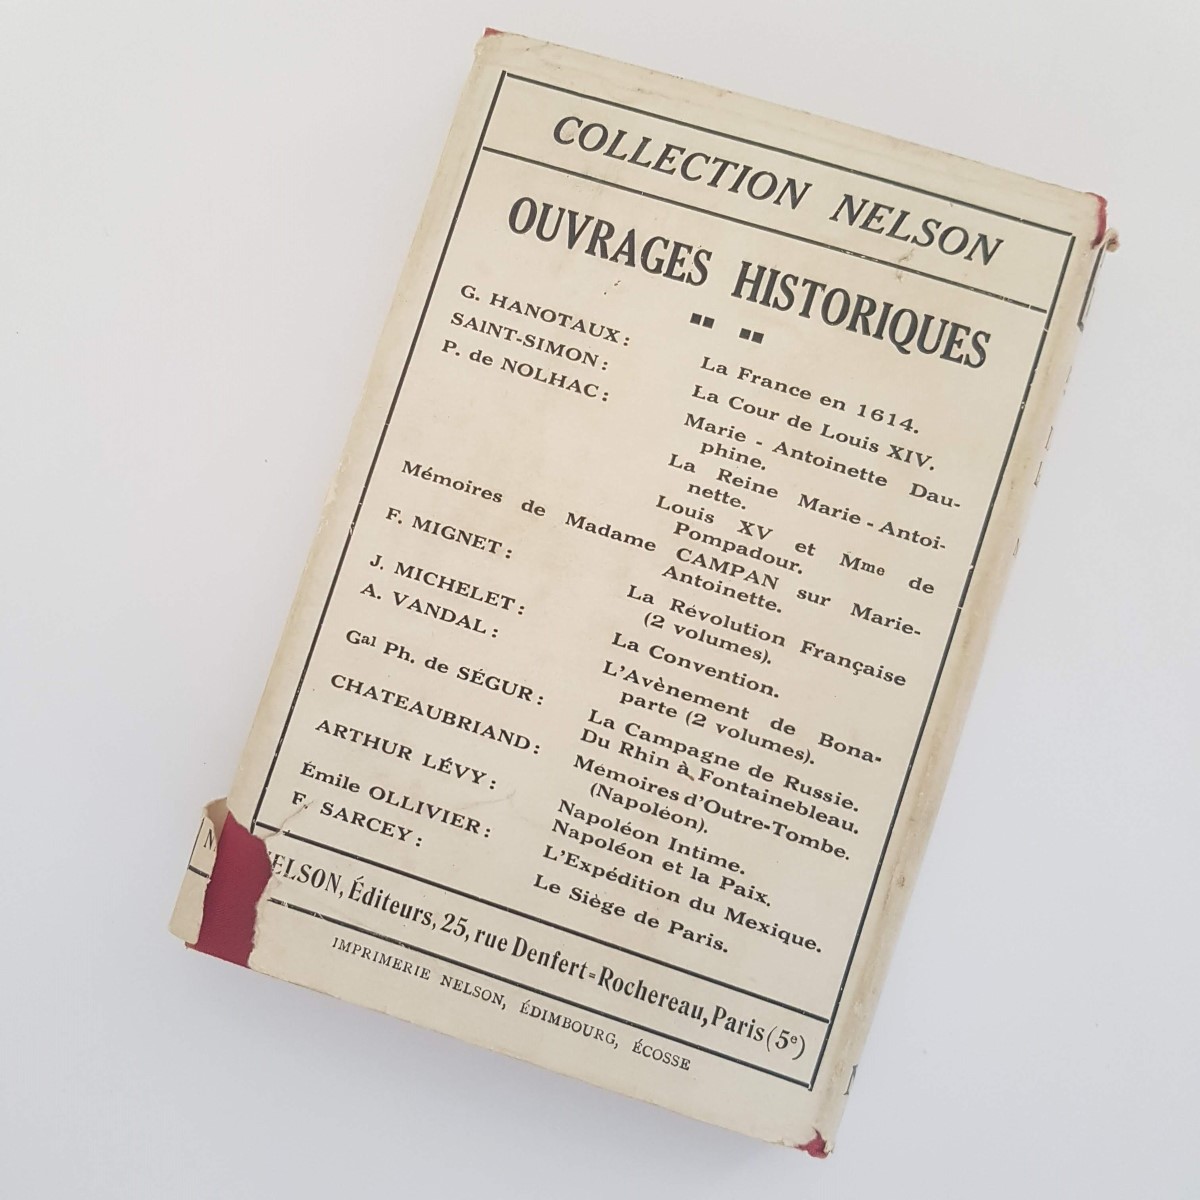 COLLECTION NELSON
OUVRAGES HISTORIQUES
G. HANOTAUX: La France en 1614.
SAINT-SIMON: La Cour de Louis XIV.
P. de NOLHAC: Marie-Antoinette Dau-
phine.
La Reine Marie-Antoi-
nette.
Louis XV et Mme de
Pompadour.
Mémoires de Madame CAMPAN sur Marie-
Antoinette.
F. MIGNET: La Révolution Française
(2 volumes).
J. MICHELET: La Convention.
A. VANDAL: L'Avènement de Bona-
parte (2 volumes).
Gal Ph. de SÉGUR: La Campagne de Russie.
Du Rhin à Fontainebleau.
CHATEAUBRIAND: Mémoires d'Outre-Tombe.
(Napoléon).
ARTHUR LÉVY: Napoléon Intime.
Napoléon et la Paix.
Émile OLLIVIER: L'Expédition du Mexique.
F. SARCEY: Le Siège de Paris.
NELSON, Éditeurs, 25, rue Denfert=Rochereau, Paris (5e)
IMPRIMERIE NELSON, ÉDIMBOURG, ÉCOSSE